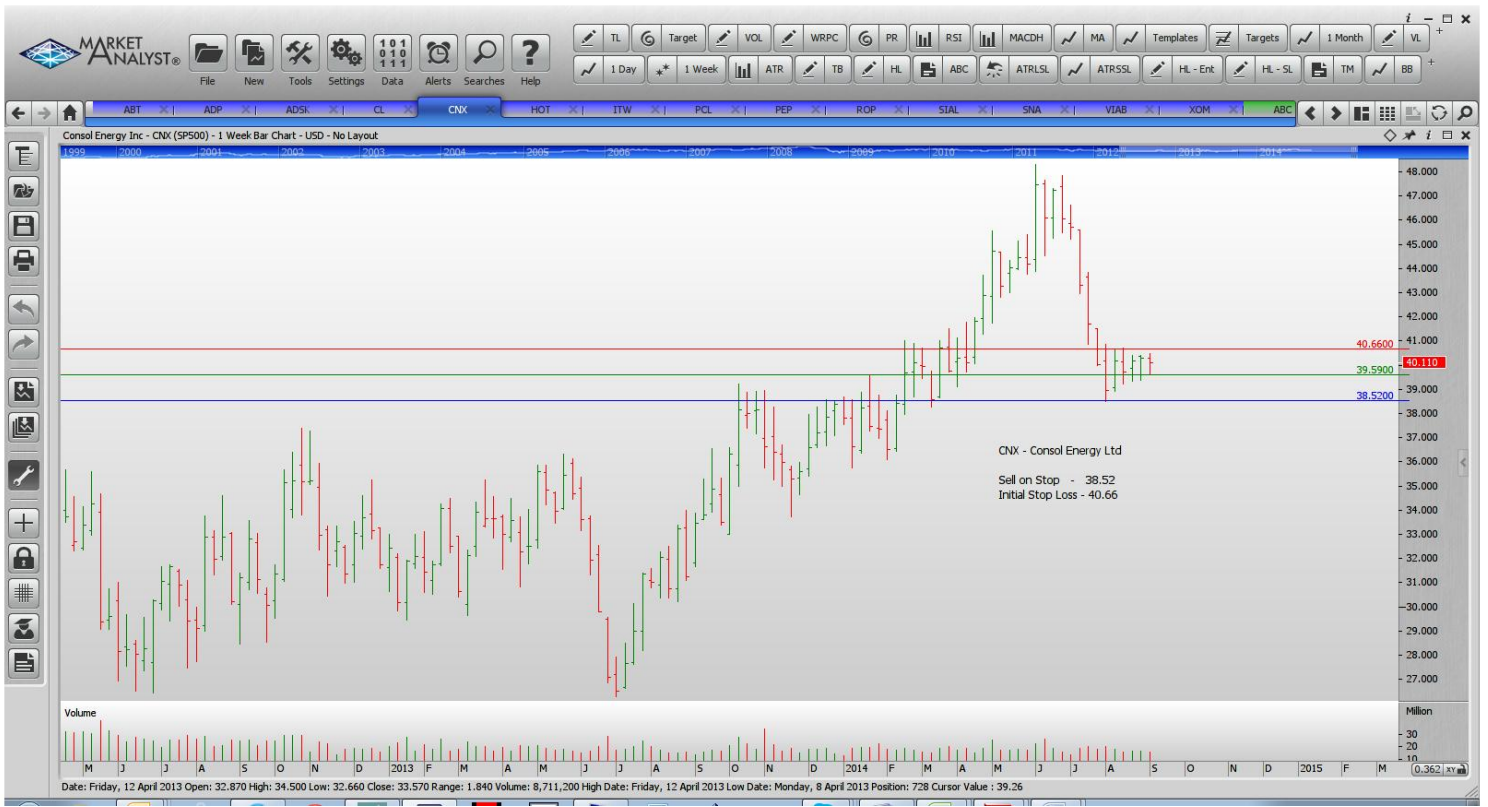 i
MARKET
ANALYST®
File New Tools Settings Data Alerts Searches Help
TL Target VOL WRPC PR RSI MACDH MA Templates Targets 1 Month VL +
1 Day 1 Week ATR TB HL ABC ATRLSL ATRSSL HL - Ent HL - SL TM BB +
ABT ADP ADSK CL CNX HOT ITW PCL PEP ROP SIAL SNA VIAB XOM ABC
Consol Energy Inc - CNX (SP500) - 1 Week Bar Chart - USD - No Layout
1999 2000 2001 2002 2003 2004 2005 2006 2007 2008 2009 2010 2011 2012 2013 2014
48.000
47.000
46.000
45.000
44.000
43.000
42.000
41.000
40.6600
40.110
39.5900
39.000
38.5200
38.000
37.000
CNX - Consol Energy Ltd
36.000
Sell on Stop - 38.52
35.000
Initial Stop Loss - 40.66
34.000
33.000
32.000
31.000
30.000
29.000
28.000
27.000
Volume
Million
30
20
10
M J J A S O N D 2013 F M A M J J A S O N D 2014 F M A M J J A S O N D 2015 F M
0.362 XY
Date: Friday, 12 April 2013 Open: 32.870 High: 34.500 Low: 32.660 Close: 33.570 Range: 1.840 Volume: 8,711,200 High Date: Friday, 12 April 2013 Low Date: Monday, 8 April 2013 Position: 728 Cursor Value : 39.26